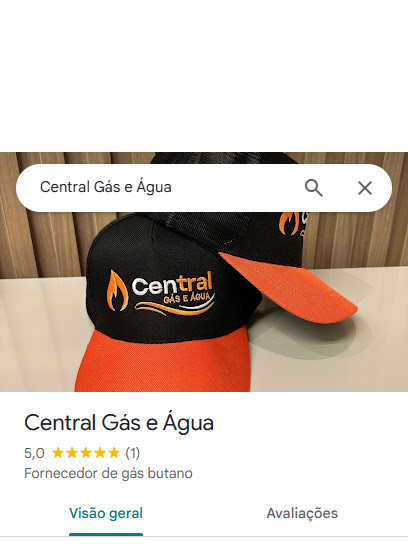 Central Gás e Água
Central
GÁS E ÁGUA
Central Gás e Água
5,0 ★★★★★ (1)
Fornecedor de gás butano
Visão geral Avaliações